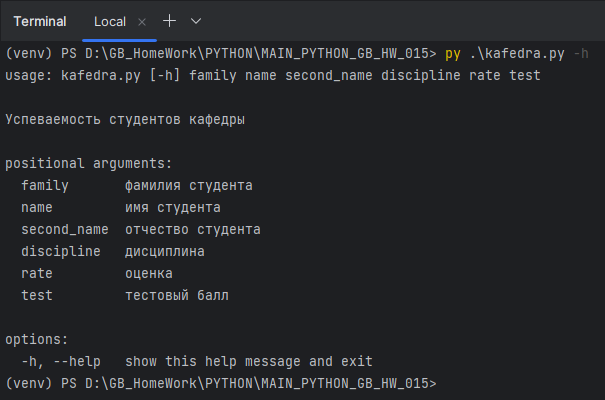 Terminal Local × +
(venv) PS D:\GB_HomeWork\PYTHON\MAIN_PYTHON_GB_HW_015> py .\kafedra.py -h
usage: kafedra.py [-h] family name second_name discipline rate test
Успеваемость студентов кафедры
positional arguments:
family фамилия студента
name имя студента
second_name отчество студента
discipline дисциплина
rate оценка
test тестовый балл
options:
-h, --help show this help message and exit
(venv) PS D:\GB_HomeWork\PYTHON\MAIN_PYTHON_GB_HW_015>